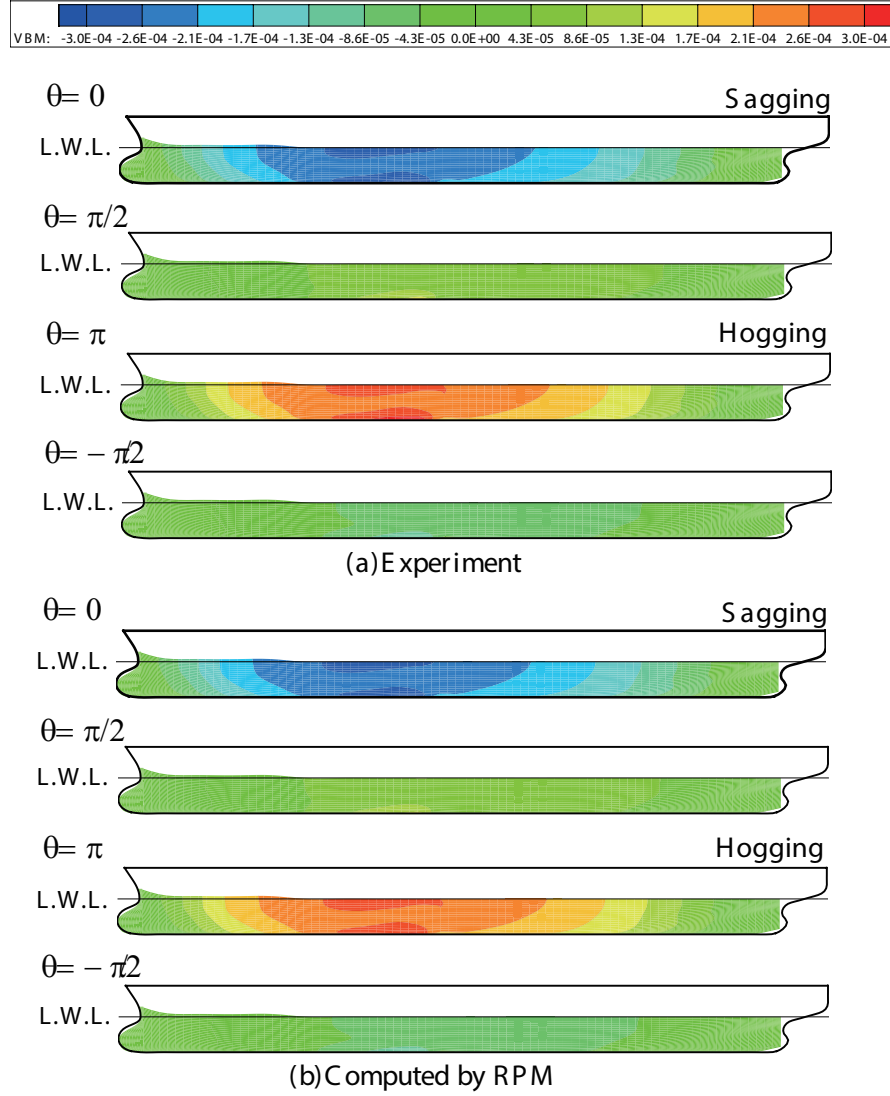 VBM: -3.0E-04 -2.6E-04 -2.1E-04 -1.7E-04 -1.3E-04 -8.6E-05 -4.3E-05 0.0E+00 4.3E-05 8.6E-05 1.3E-04 1.7E-04 2.1E-04 2.6E-04 3.0E-04
θ= 0 Sagging
L.W.L.
θ= π/2
L.W.L.
θ= π Hogging
L.W.L.
θ= − π/2
L.W.L.
(a)Experiment
θ= 0 Sagging
L.W.L.
θ= π/2
L.W.L.
θ= π Hogging
L.W.L.
θ= − π/2
L.W.L.
(b)Computed by RPM